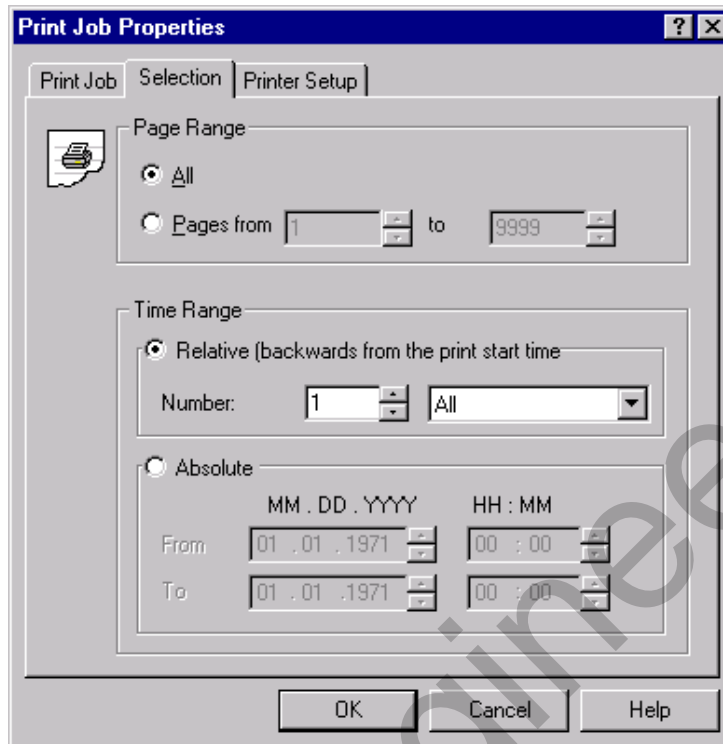 Print Job Properties
Print Job Selection Printer Setup
Page Range
All
Pages from 1 to 9999
Time Range
Relative (backwards from the print start time
Number: 1 All
Absolute
MM . DD . YYYY HH : MM
From 01 . 01 . 1971 00 : 00
To 01 . 01 .1971 00 : 00
OK Cancel Help